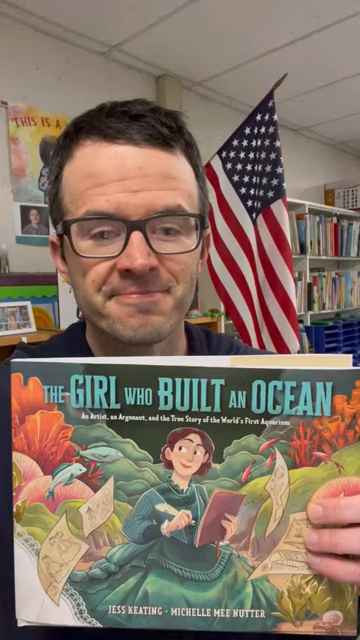 THIS IS A
THE GIRL WHO BUILT AN OCEAN
An Artist, an Argonaut, and the True Story of the World's First Aquarium
JESS KEATING · MICHELLE MEE NUTTER